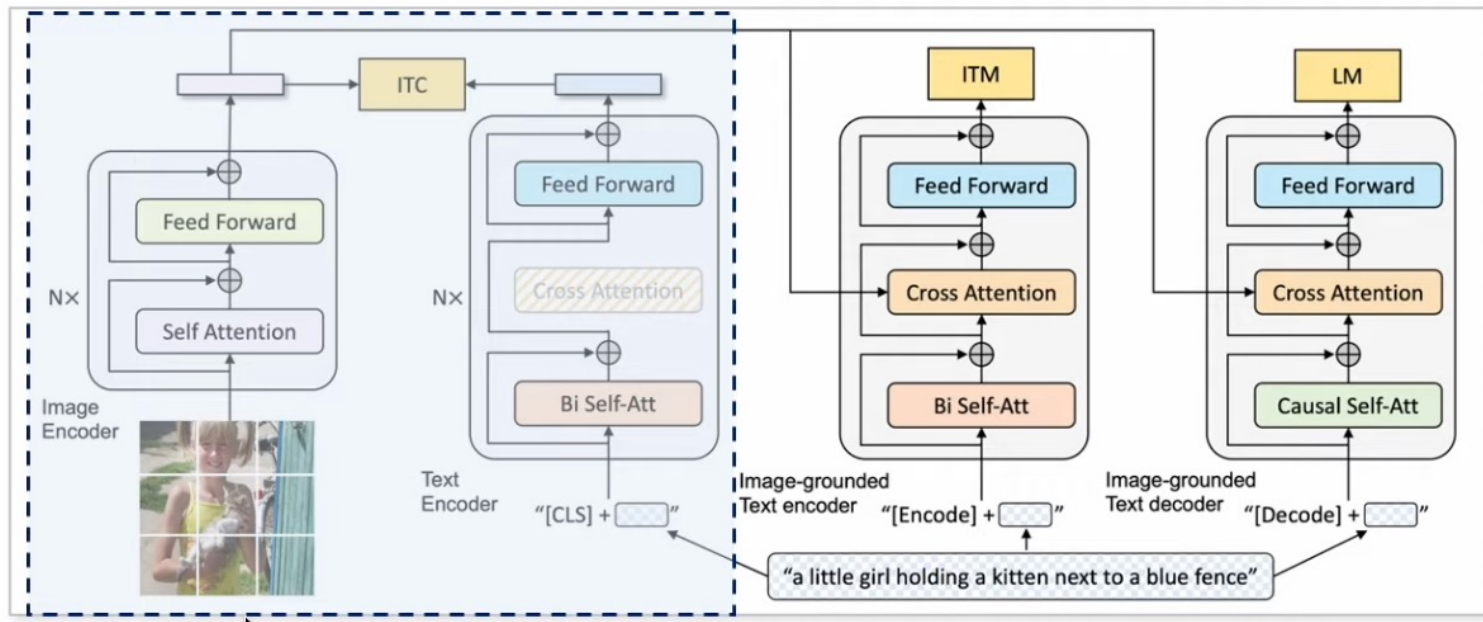 ITC
Feed Forward
Self Attention
N×
Image
Encoder
Feed Forward
Cross Attention
Bi Self-Att
N×
Text
Encoder
“[CLS] + ”
ITM
Feed Forward
Cross Attention
Bi Self-Att
Image-grounded
Text encoder
“[Encode] + ”
LM
Feed Forward
Cross Attention
Causal Self-Att
Image-grounded
Text decoder
“[Decode] + ”
“a little girl holding a kitten next to a blue fence”